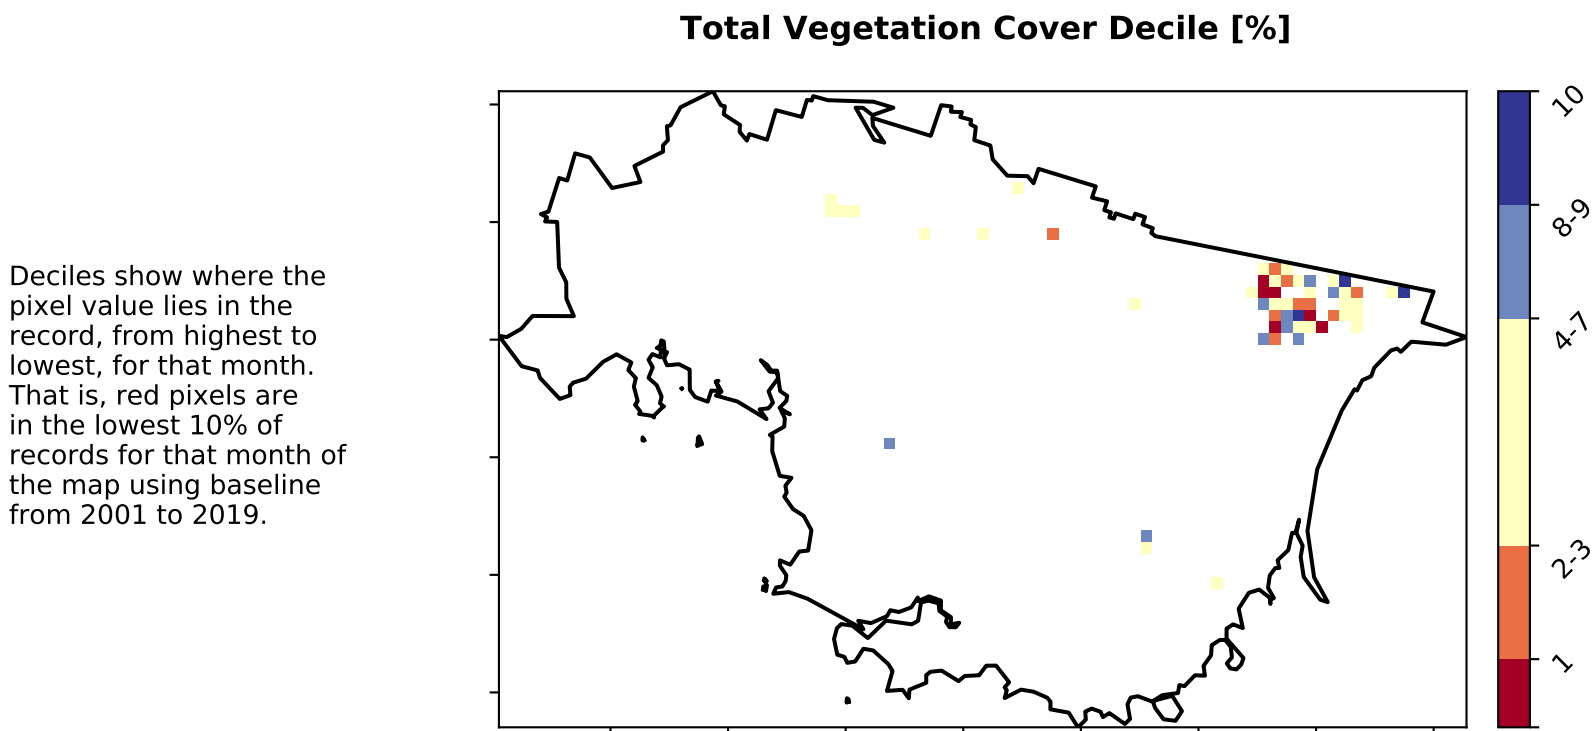 Total Vegetation Cover Decile [%]
Deciles show where the
pixel value lies in the
record, from highest to
lowest, for that month.
That is, red pixels are
in the lowest 10% of
records for that month of
the map using baseline
from 2001 to 2019.
10
8-9
4-7
2-3
1